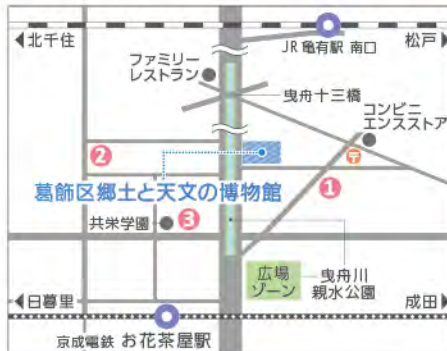 ◀北千住
JR 亀有駅 南口
松戸▶
ファミリー
レストラン
曳舟十三橋
コンビニ
エンスストア
〒
2
1
葛飾区郷土と天文の博物館
共栄学園
3
広場
ゾーン
曳舟川
親水公園
◀日暮里
成田▶
京成電鉄 お花茶屋駅